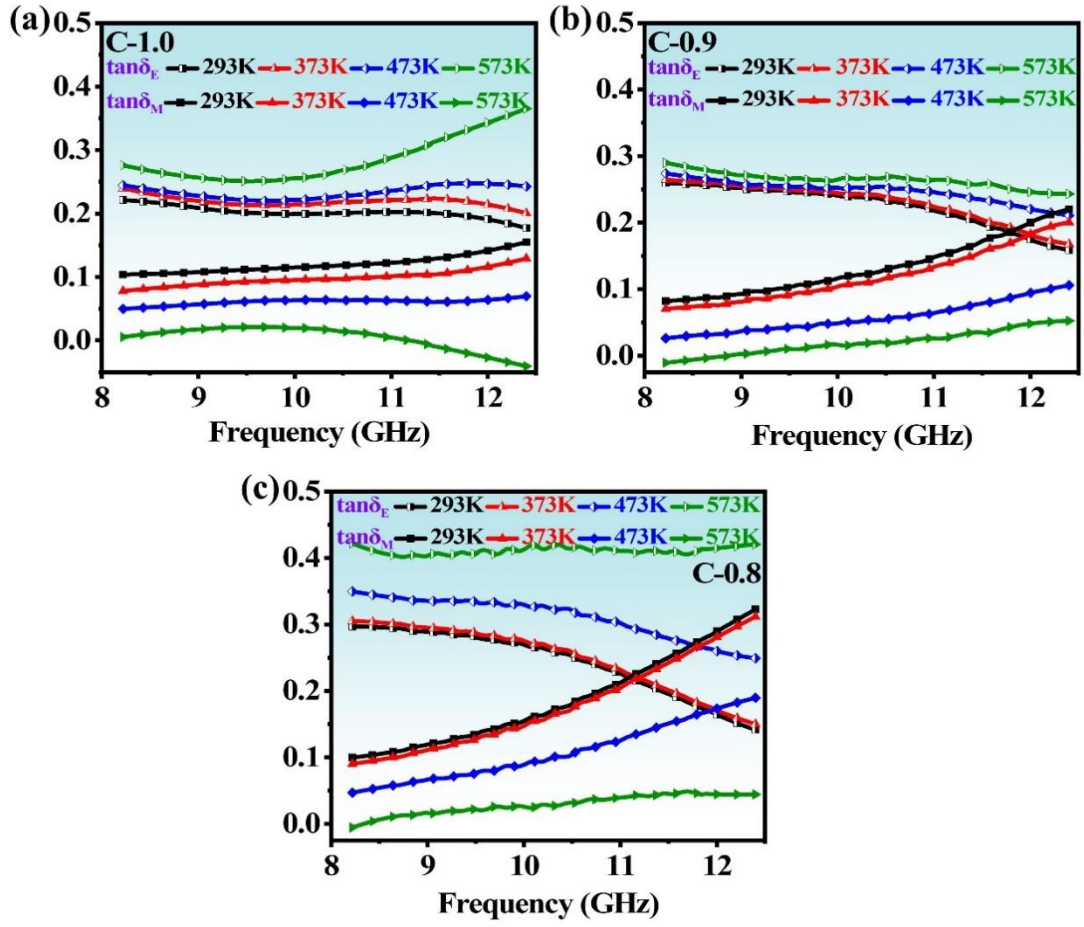 (a)
0.5
0.4
0.3
0.2
0.1
0.0
C-1.0
tanδE 293K 373K 473K 573K
tanδM 293K 373K 473K 573K
8 9 10 11 12
Frequency (GHz)
(b)
0.5
0.4
0.3
0.2
0.1
0.0
C-0.9
tanδE 293K 373K 473K 573K
tanδM 293K 373K 473K 573K
8 9 10 11 12
Frequency (GHz)
(c)
0.5
0.4
0.3
0.2
0.1
0.0
tanδE 293K 373K 473K 573K
tanδM 293K 373K 473K 573K
C-0.8
8 9 10 11 12
Frequency (GHz)